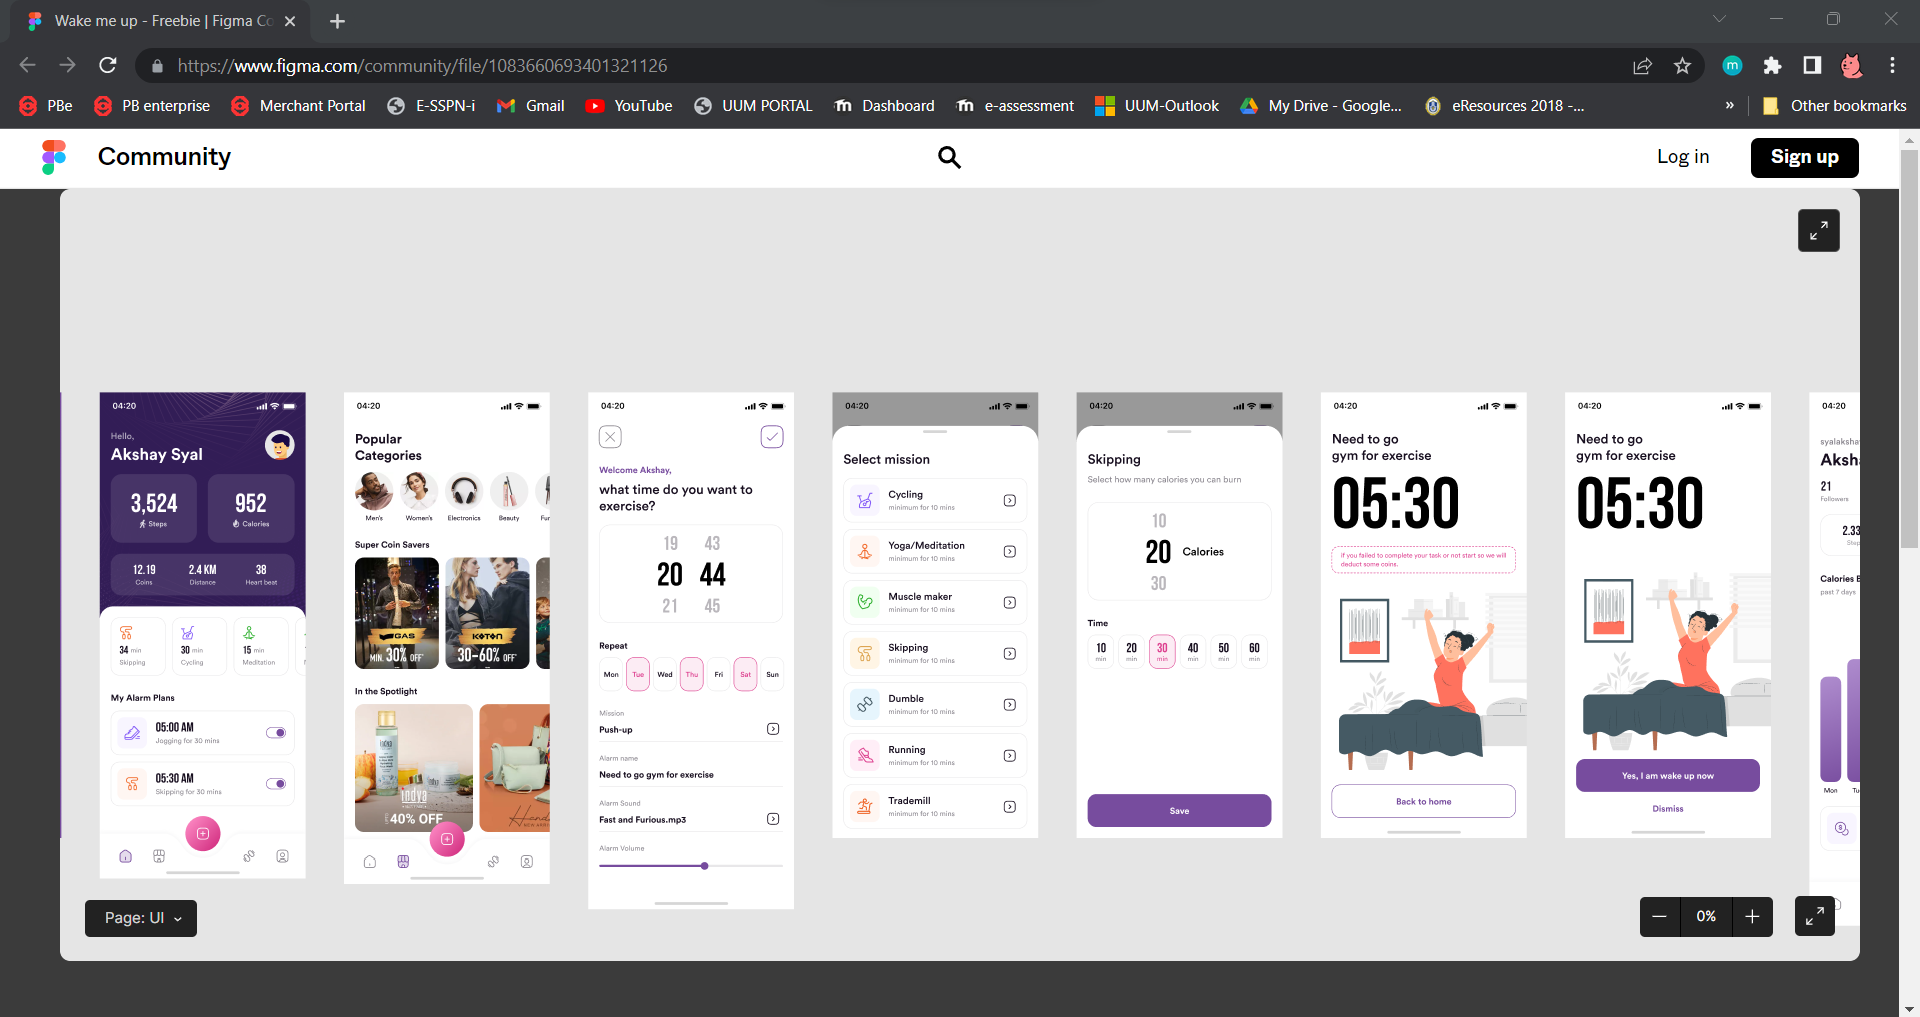 Wake me up - Freebie | Figma Co
https://www.figma.com/community/file/1083660693401321126
PBe
PB enterprise
Merchant Portal
E-SSPN-i
Gmail
YouTube
UUM PORTAL
Dashboard
e-assessment
UUM-Outlook
My Drive - Google...
eResources 2018 -...
»
Other bookmarks
Community
Log in
Sign up
04:20
Hello,
Akshay Syal
3,524
Steps
952
Calories
12.19
Coins
2.4 KM
Distance
38
Heart beat
34 min
Skipping
30 min
Cycling
15 min
Meditation
My Alarm Plans
05:00 AM
Jogging for 30 mins
05:30 AM
Skipping for 30 mins
04:20
Popular
Categories
Men's
Women's
Electronics
Beauty
Fur
Super Coin Savers
GAS
MIN. 30% OFF*
KOTON
30-60% OFF*
In the Spotlight
indya
40% OFF
Hand
04:20
Welcome Akshay,
what time do you want to
exercise?
19 43
20 44
21 45
Repeat
Mon Tue Wed Thu Fri Sat Sun
Mission
Push-up
Alarm name
Need to go gym for exercise
Alarm Sound
Fast and Furious.mp3
Alarm Volume
04:20
Select mission
Cycling
minimum for 10 mins
Yoga/Meditation
minimum for 10 mins
Muscle maker
minimum for 10 mins
Skipping
minimum for 10 mins
Dumble
minimum for 10 mins
Running
minimum for 10 mins
Trademill
minimum for 10 mins
04:20
Skipping
Select how many calories you can burn
10
20 Calories
30
Time
10 min
20 min
30 min
40 min
50 min
60 min
Save
04:20
Need to go
gym for exercise
05:30
If you failed to complete your task or not start so we will
deduct some coins.
Back to home
04:20
Need to go
gym for exercise
05:30
Yes, I am wake up now
Dismiss
04:20
syalaksha
Aksh
21
Followers
2.33
Step
Calories B
past 7 days
Mon
Tu
Page: UI
0%